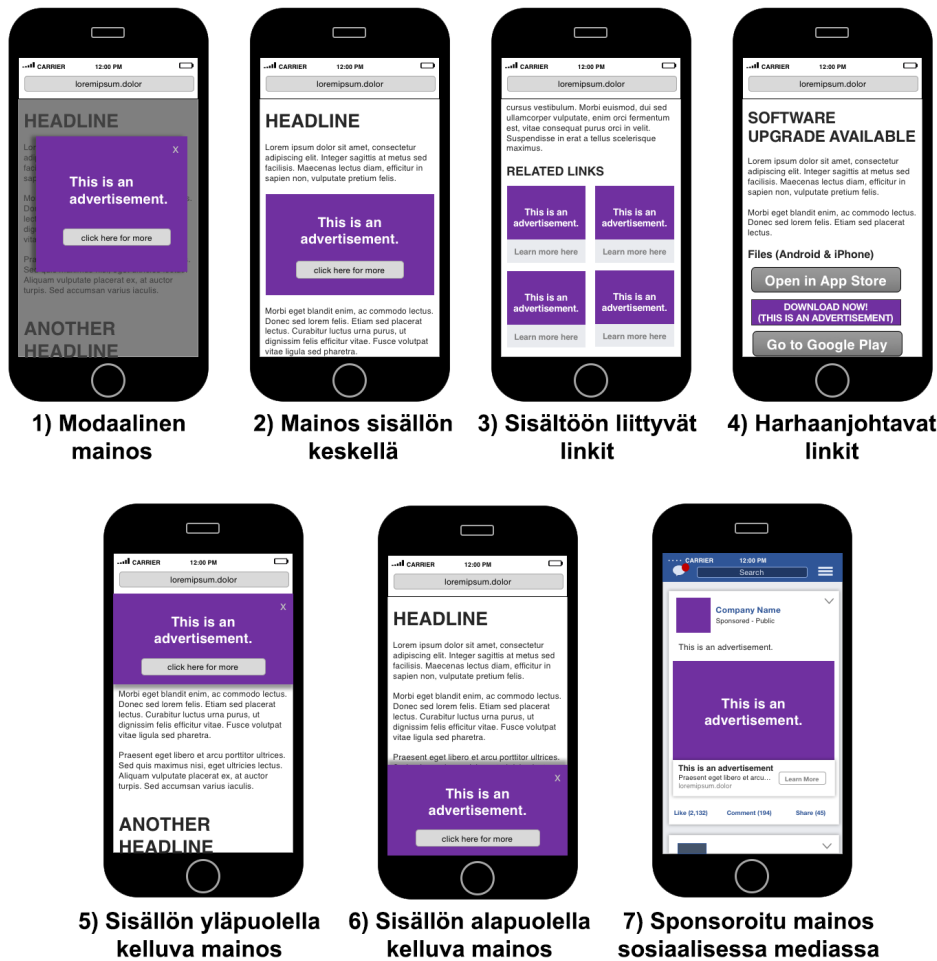 CARRIER 12:00 PM
loremipsum.dolor
HEADLINE
X
This is an
advertisement.
click here for more
Aliquam vulputate placerat ex, at auctor
turpis. Sed accumsan varius iaculis.
ANOTHER
HEADLINE
1) Modaalinen
mainos
CARRIER 12:00 PM
loremipsum.dolor
HEADLINE
Lorem ipsum dolor sit amet, consectetur
adipiscing elit. Integer sagittis at metus sed
facilisis. Maecenas lectus diam, efficitur in
sapien non, vulputate pretium felis.
This is an
advertisement.
click here for more
Morbi eget blandit enim, ac commodo lectus.
Donec sed lorem felis. Etiam sed placerat
lectus. Curabitur luctus urna purus, ut
dignissim felis efficitur vitae. Fusce volutpat
vitae ligula sed pharetra.
2) Mainos sisällön
keskellä
CARRIER 12:00 PM
loremipsum.dolor
cursus vestibulum. Morbi euismod, dui sed
ullamcorper vulputate, enim orci fermentum
est, vitae consequat purus orci in velit.
Suspendisse in erat a tellus scelerisque
maximus.
RELATED LINKS
This is an
advertisement.
Learn more here
This is an
advertisement.
Learn more here
This is an
advertisement.
Learn more here
This is an
advertisement.
Learn more here
3) Sisältöön liittyvät
linkit
CARRIER 12:00 PM
loremipsum.dolor
SOFTWARE
UPGRADE AVAILABLE
Lorem ipsum dolor sit amet, consectetur
adipiscing elit. Integer sagittis at metus sed
facilisis. Maecenas lectus diam, efficitur in
sapien non, vulputate pretium felis.
Morbi eget blandit enim, ac commodo lectus.
Donec sed lorem felis. Etiam sed placerat
lectus.
Files (Android & iPhone)
Open in App Store
DOWNLOAD NOW!
(THIS IS AN ADVERTISEMENT)
Go to Google Play
4) Harhaanjohtavat
linkit
CARRIER 12:00 PM
loremipsum.dolor
X
This is an
advertisement.
click here for more
Morbi eget blandit enim, ac commodo lectus.
Donec sed lorem felis. Etiam sed placerat
lectus. Curabitur luctus urna purus, ut
dignissim felis efficitur vitae. Fusce volutpat
vitae ligula sed pharetra.
Praesent eget libero et arcu porttitor ultrices.
Sed quis maximus nisi, eget ultricies lectus.
Aliquam vulputate placerat ex, at auctor
turpis. Sed accumsan varius iaculis.
ANOTHER
HEADLINE
5) Sisällön yläpuolella
kelluva mainos
CARRIER 12:00 PM
loremipsum.dolor
HEADLINE
Lorem ipsum dolor sit amet, consectetur
adipiscing elit. Integer sagittis at metus sed
facilisis. Maecenas lectus diam, efficitur in
sapien non, vulputate pretium felis.
Morbi eget blandit enim, ac commodo lectus.
Donec sed lorem felis. Etiam sed placerat
lectus. Curabitur luctus urna purus, ut
dignissim felis efficitur vitae. Fusce volutpat
vitae ligula sed pharetra.
Praesent eget libero et arcu porttitor ultrices.
X
This is an
advertisement.
click here for more
6) Sisällön alapuolella
kelluva mainos
CARRIER 12:00 PM
Search
Company Name
Sponsored - Public
This is an advertisement.
This is an
advertisement.
This is an advertisement
Praesent eget libero et arcu...
Learn More
loremipsum.dolor
Like (2,132) Comment (194) Share (45)
7) Sponsoroitu mainos
sosiaalisessa mediassa